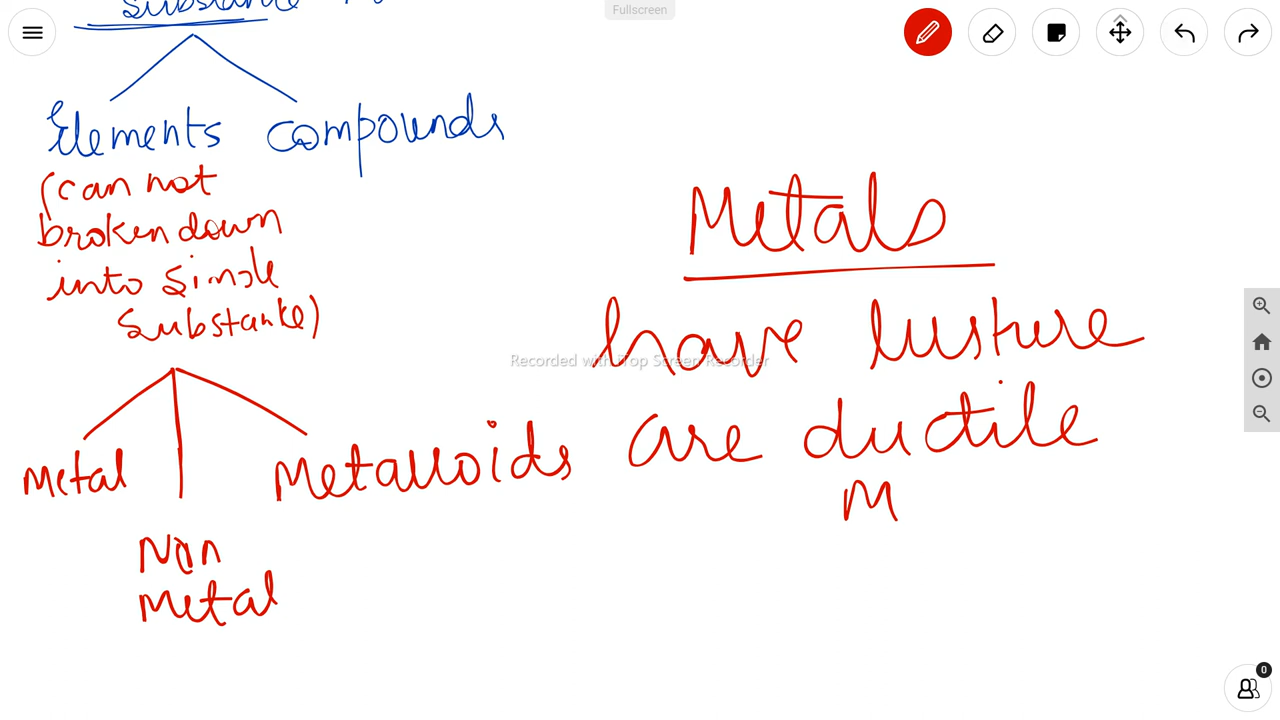 Fullscreen
Substance
Elements compounds
(can not
broken down
into simple
substance)
Metal
Metalloids
Non
Metal
Metals
have lusture
are ductile
M
Recorded with iTop Screen Recorder
0